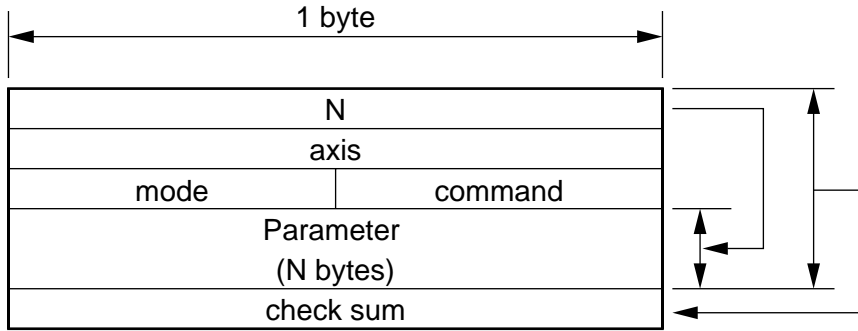 1 byte
N
axis
mode command
Parameter
(N bytes)
check sum